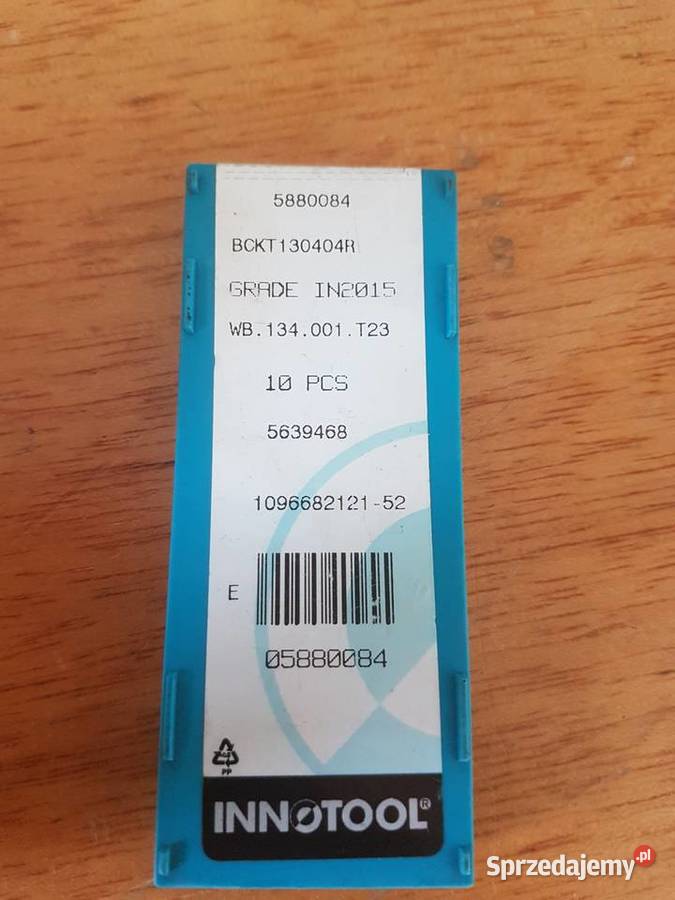 5880084
BCKT130404R
GRADE IN2015
WB.134.001.T23
10 PCS
5639468
1096682121-52
E
05880084
PP
INNOTOOL®
Sprzedajemy.pl